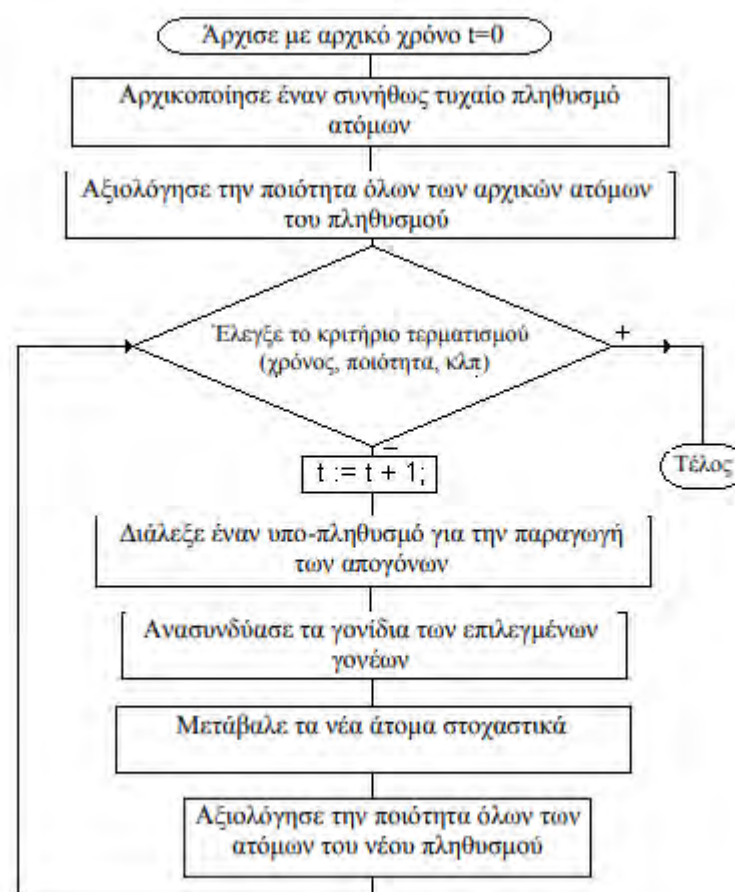 Άρχισε με αρχικό χρόνο t=0
Αρχικοποίησε έναν συνήθως τυχαίο πληθυσμό
ατόμων
Αξιολόγησε την ποιότητα όλων των αρχικών ατόμων
του πληθυσμού
Έλεγξε το κριτήριο τερματισμού
(χρόνος, ποιότητα, κλπ)
+
–
t := t + 1;
Τέλος
Διάλεξε έναν υπο-πληθυσμό για την παραγωγή
των απογόνων
Ανασυνδύασε τα γονίδια των επιλεγμένων
γονέων
Μετάβαλε τα νέα άτομα στοχαστικά
Αξιολόγησε την ποιότητα όλων των
ατόμων του νέου πληθυσμού